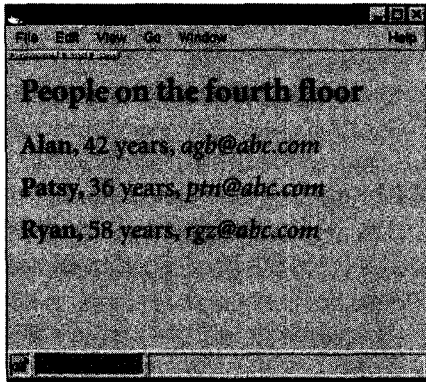 File Edit View Go Window Help
People on the fourth floor
Alan, 42 years, agb@abc.com
Patsy, 36 years, ptn@abc.com
Ryan, 58 years, rgz@abc.com